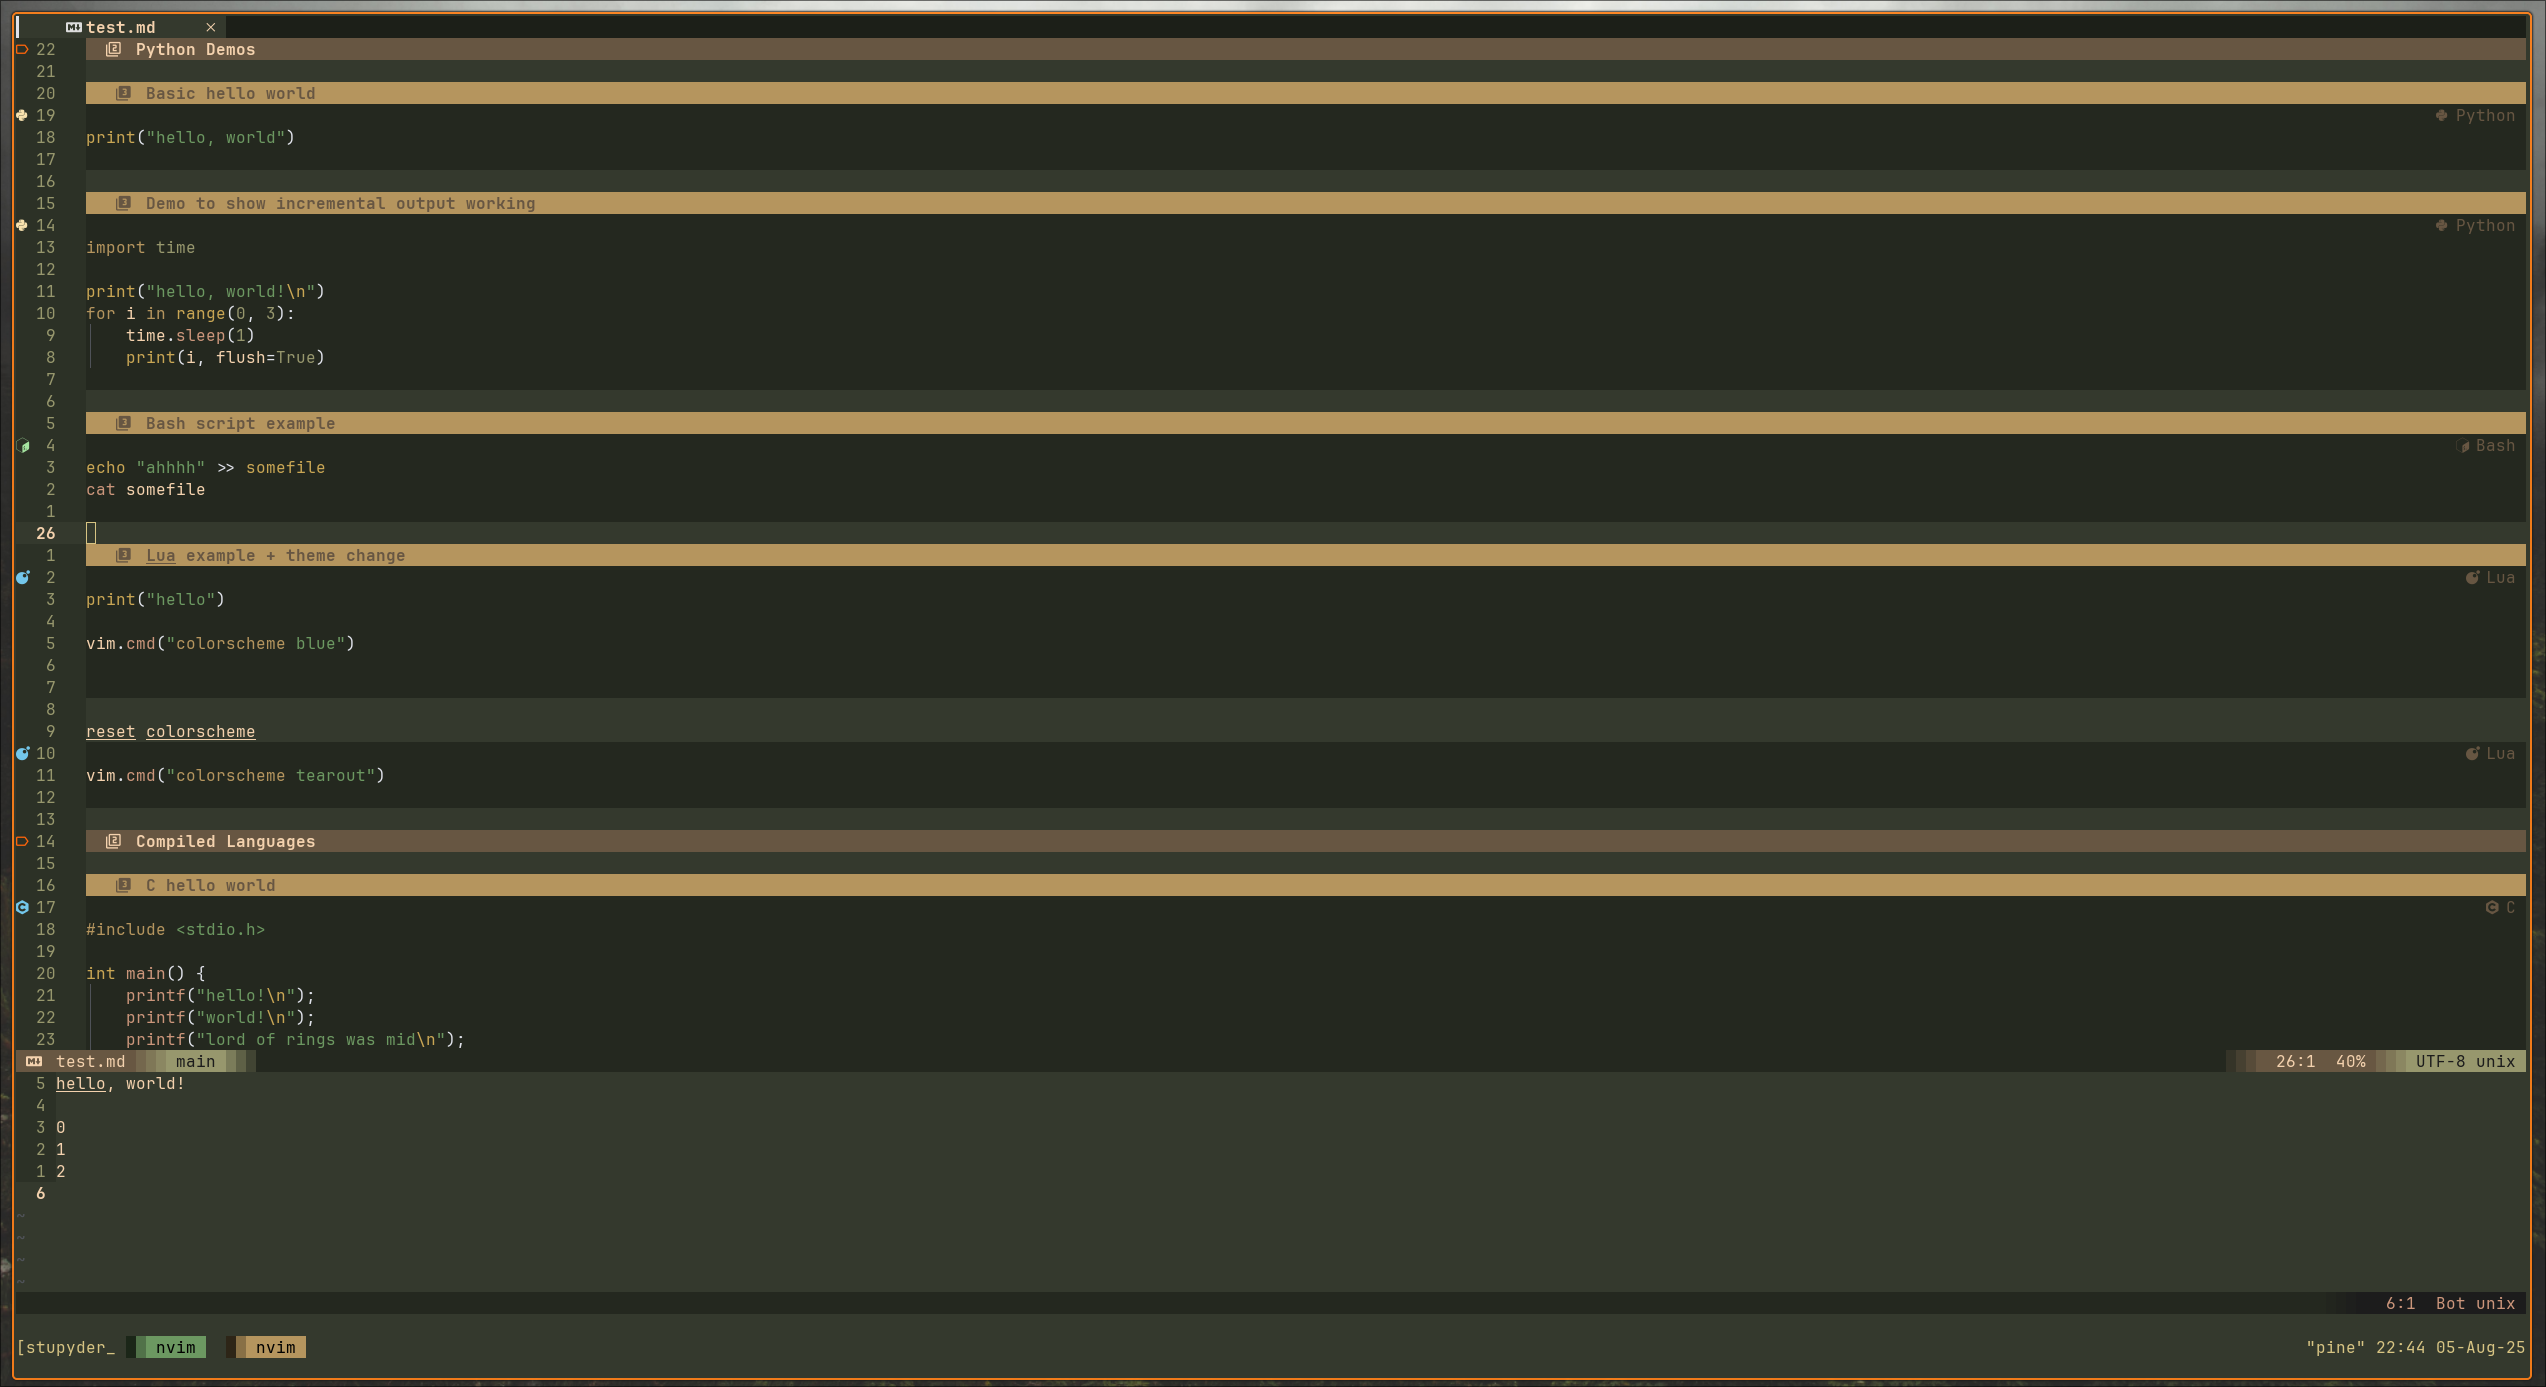 test.md ×
22 Python Demos
21
20 Basic hello world
19 Python
18 print("hello, world")
17
16
15 Demo to show incremental output working
14 Python
13 import time
12
11 print("hello, world!\n")
10 for i in range(0, 3):
9 time.sleep(1)
8 print(i, flush=True)
7
6
5 Bash script example
4 Bash
3 echo "ahhhh" >> somefile
2 cat somefile
1
26
1 Lua example + theme change
2 Lua
3 print("hello")
4
5 vim.cmd("colorscheme blue")
6
7
8
9 reset colorscheme
10 Lua
11 vim.cmd("colorscheme tearout")
12
13
14 Compiled Languages
15
16 C hello world
17 C
18 #include <stdio.h>
19
20 int main() {
21 printf("hello!\n");
22 printf("world!\n");
23 printf("lord of rings was mid\n");
test.md main 26:1 40% UTF-8 unix
5 hello, world!
4
3 0
2 1
1 2
6
~
~
~
~
6:1 Bot unix
[stupyder_ nvim nvim "pine" 22:44 05-Aug-25